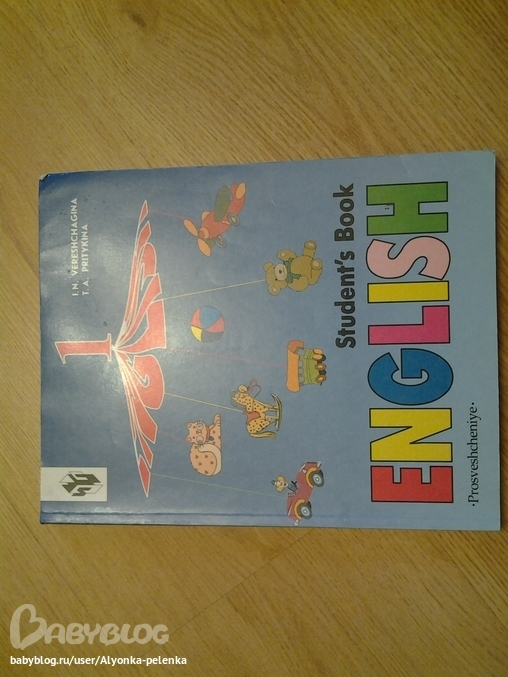 I. N. VERESHCHAGINA
T. A. PRITYKINA
1
Student's Book
ENGLISH
·Prosveshcheniye·
BABYBLOG
babyblog.ru/user/Alyonka-pelenka